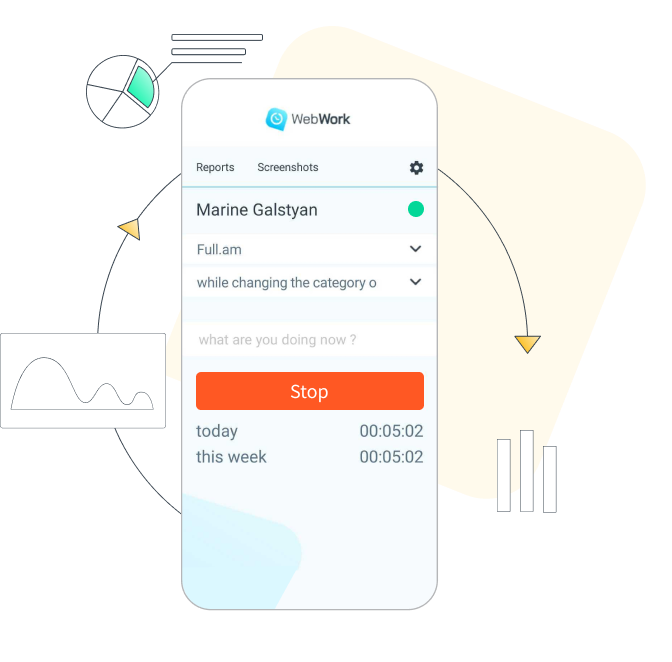 WebWork
Reports Screenshots
Marine Galstyan
Full.am
while changing the category o
what are you doing now ?
Stop
today 00:05:02
this week 00:05:02